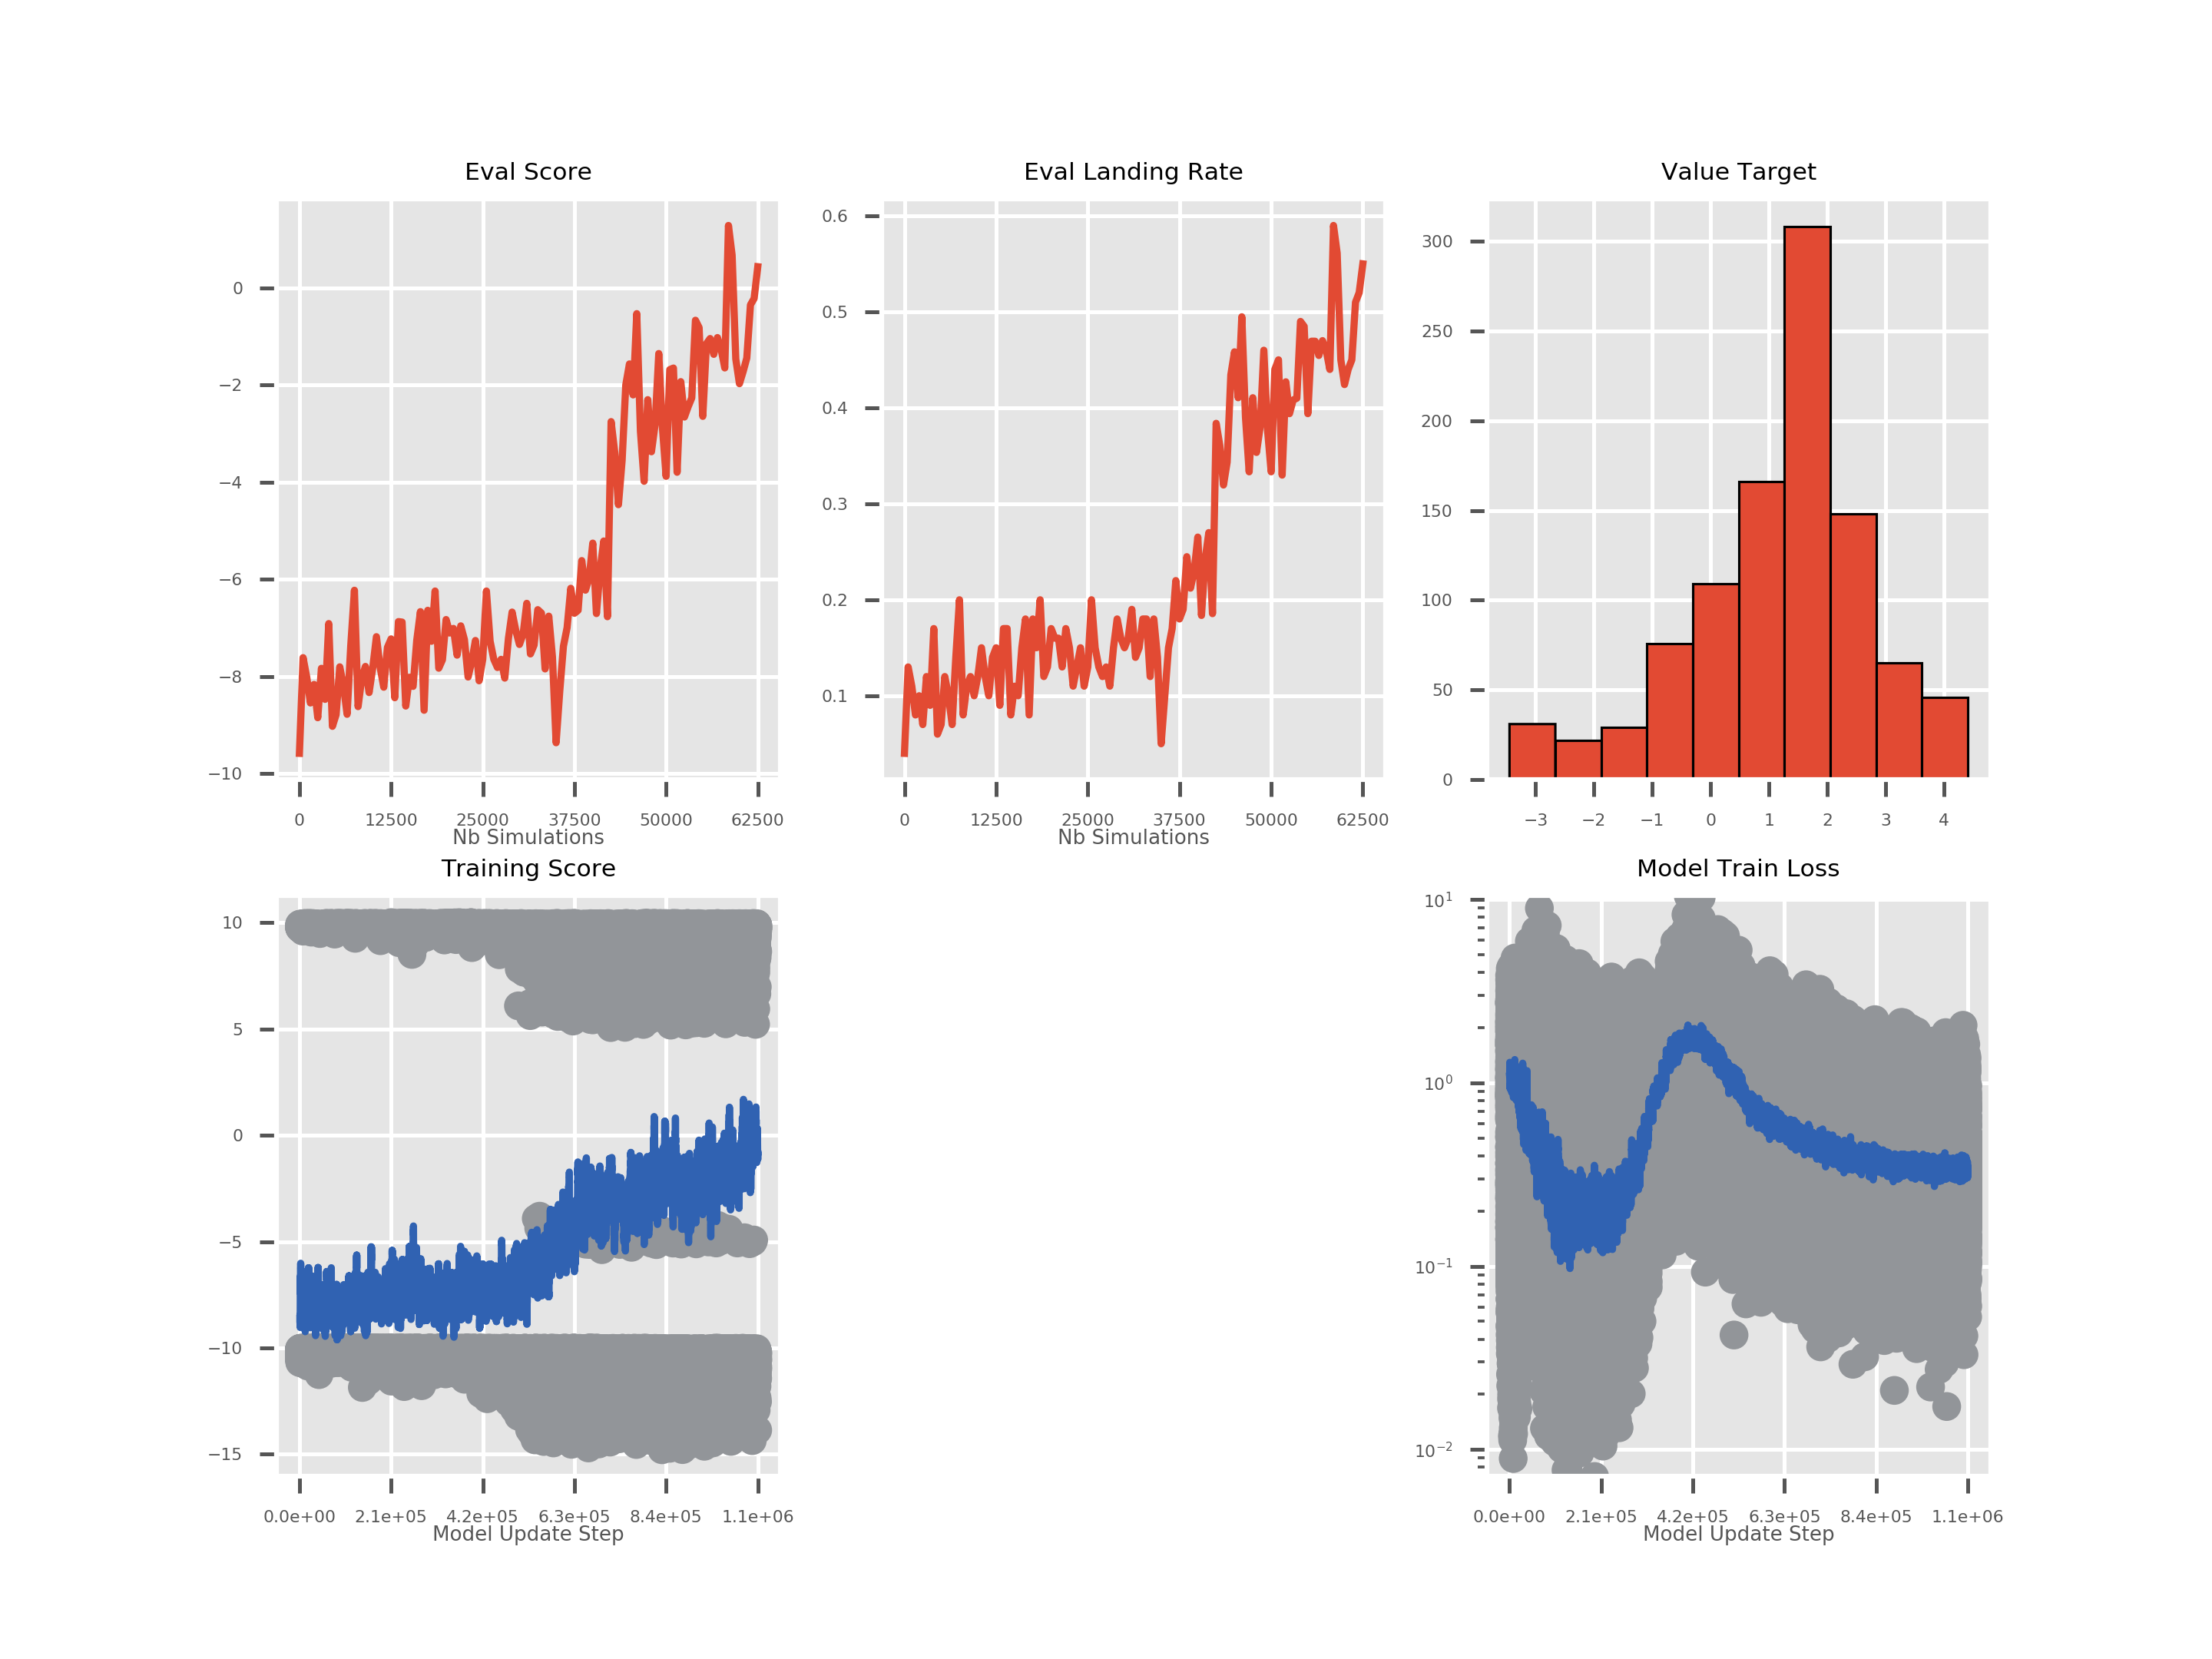 Eval Score
0
−2
−4
−6
−8
−10
0 12500 25000 37500 50000 62500
Nb Simulations
Eval Landing Rate
0.6
0.5
0.4
0.3
0.2
0.1
0 12500 25000 37500 50000 62500
Nb Simulations
Value Target
300
250
200
150
100
50
0
−3 −2 −1 0 1 2 3 4
Training Score
10
5
0
−5
−10
−15
0.0e+00 2.1e+05 4.2e+05 6.3e+05 8.4e+05 1.1e+06
Model Update Step
Model Train Loss
10¹
10⁰
10⁻¹
10⁻²
0.0e+00 2.1e+05 4.2e+05 6.3e+05 8.4e+05 1.1e+06
Model Update Step